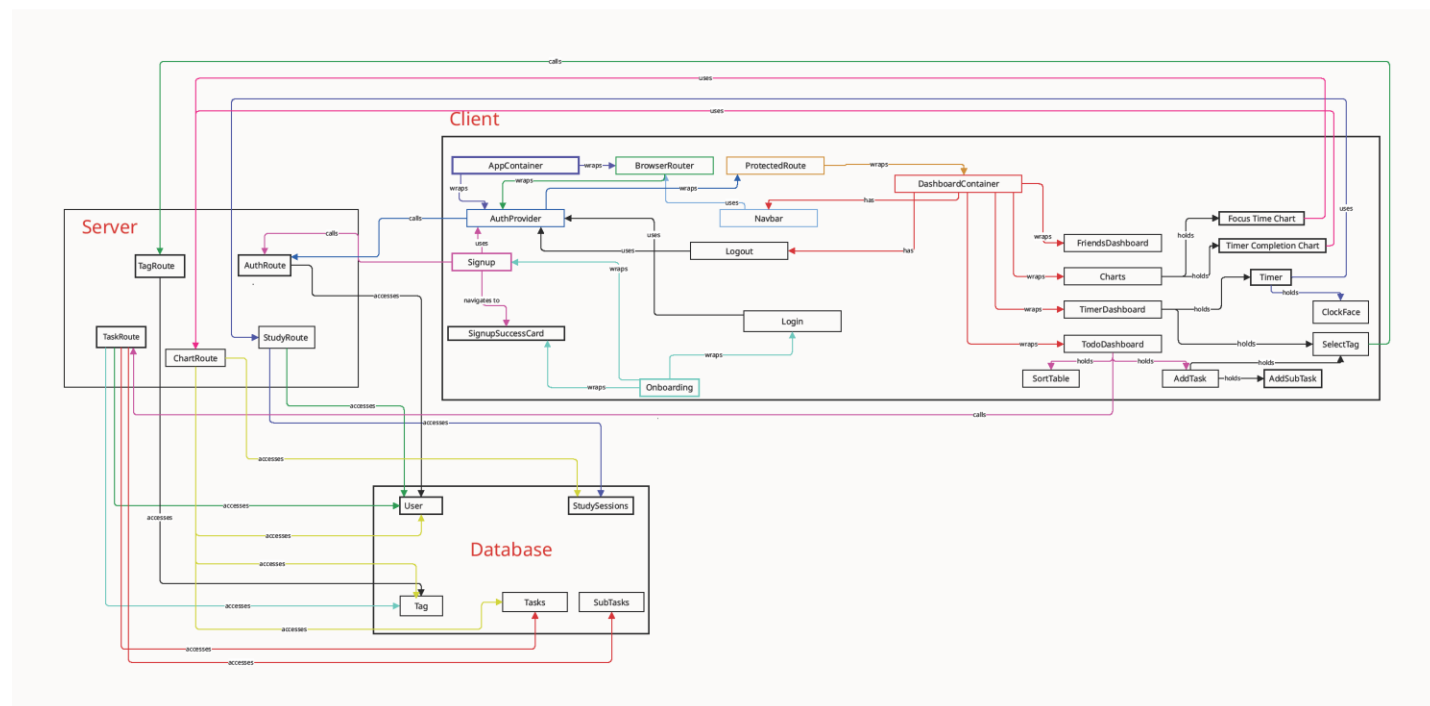 calls
uses
uses
Client
AppContainer
wraps
BrowserRouter
ProtectedRoute
wraps
wraps
wraps
wraps
DashboardContainer
uses
has
Server
calls
AuthProvider
Navbar
uses
Focus Time Chart
calls
uses
uses
uses
Logout
has
wraps
FriendsDashboard
holds
Timer Completion Chart
TagRoute
AuthRoute
Signup
wraps
wraps
Charts
holds
Timer
accesses
navigates to
holds
wraps
TimerDashboard
holds
ClockFace
TaskRoute
StudyRoute
SignupSuccessCard
Login
ChartRoute
wraps
wraps
TodoDashboard
holds
SelectTag
holds
holds
holds
wraps
Onboarding
SortTable
AddTask
holds
AddSubTask
accesses
calls
accesses
accesses
accesses
User
StudySessions
accesses
accesses
Database
accesses
accesses
Tag
Tasks
SubTasks
accesses
accesses
accesses